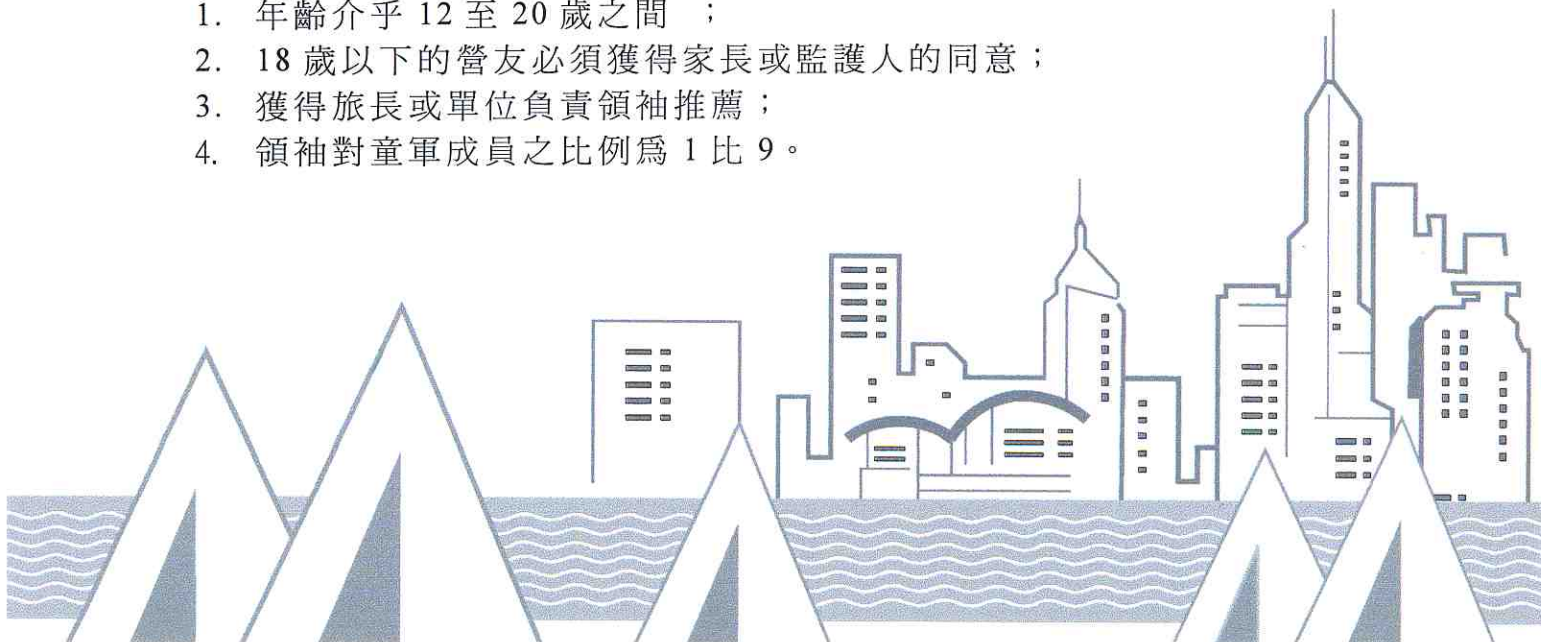 1. 年齡介乎 12 至 20 歲之間 ；
2. 18 歲以下的營友必須獲得家長或監護人的同意；
3. 獲得旅長或單位負責領袖推薦；
4. 領袖對童軍成員之比例爲 1 比 9。